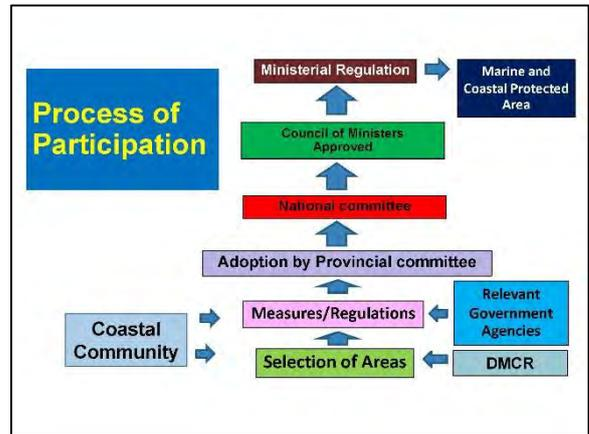 Process of
Participation
Ministerial Regulation
Marine and
Coastal Protected
Area
Council of Ministers
Approved
National committee
Adoption by Provincial committee
Measures/Regulations
Relevant
Government
Agencies
Coastal
Community
Selection of Areas
DMCR